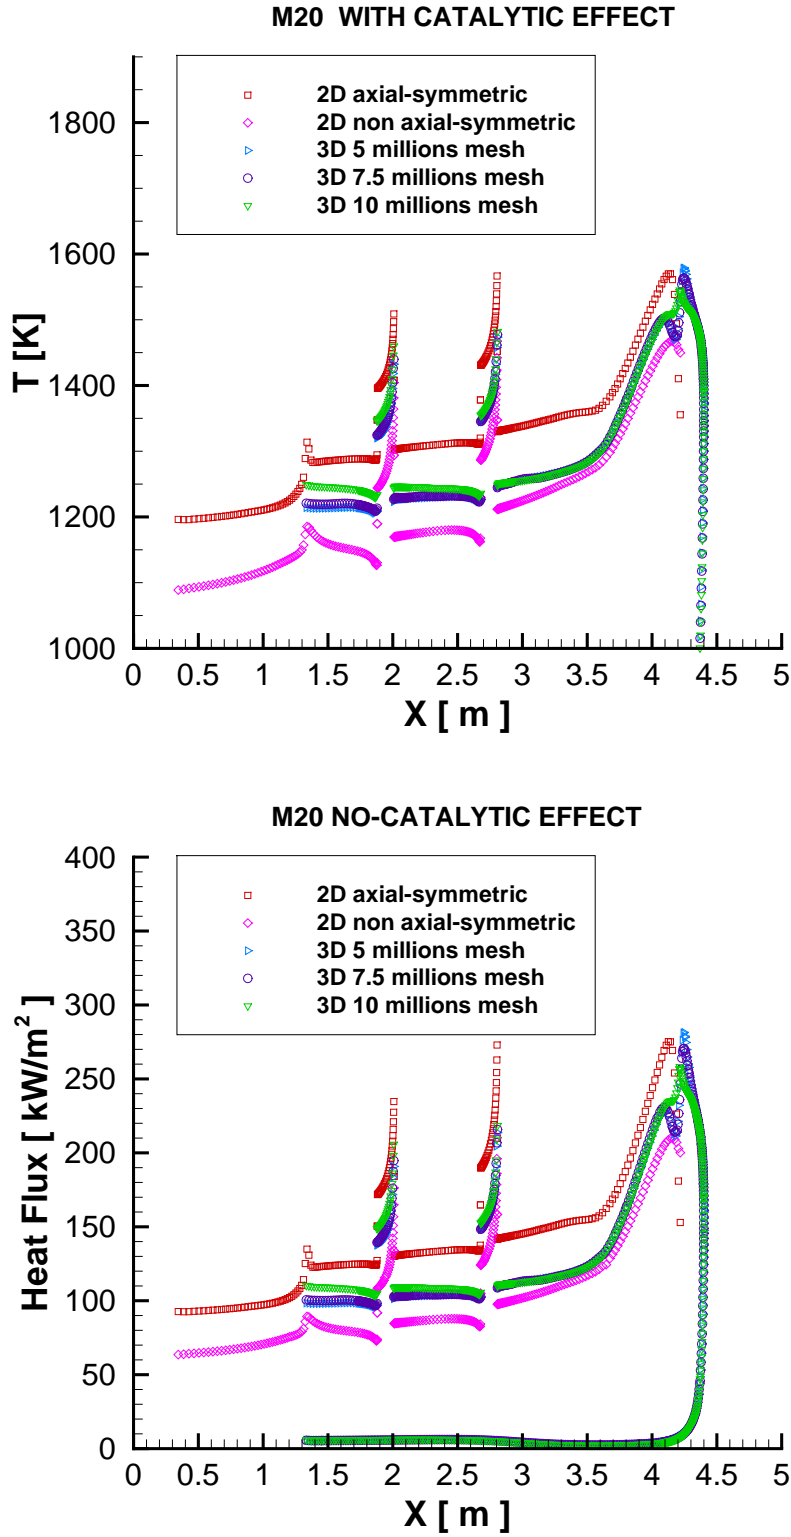 M20 WITH CATALYTIC EFFECT
2D axial-symmetric
2D non axial-symmetric
3D 5 millions mesh
3D 7.5 millions mesh
3D 10 millions mesh
T [K]
1800
1600
1400
1200
1000
0 0.5 1 1.5 2 2.5 3 3.5 4 4.5 5
X [ m ]
M20 NO-CATALYTIC EFFECT
2D axial-symmetric
2D non axial-symmetric
3D 5 millions mesh
3D 7.5 millions mesh
3D 10 millions mesh
Heat Flux [ kW/m² ]
400
350
300
250
200
150
100
50
0
0 0.5 1 1.5 2 2.5 3 3.5 4 4.5 5
X [ m ]